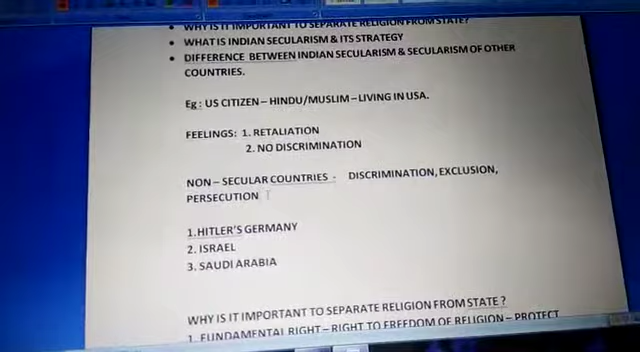 WHY IS IT IMPORTANT TO SEPARATE RELIGION FROM STATE?
WHAT IS INDIAN SECULARISM & ITS STRATEGY
DIFFERENCE BETWEEN INDIAN SECULARISM & SECULARISM OF OTHER
COUNTRIES.
Eg : US CITIZEN – HINDU/MUSLIM – LIVING IN USA.
FEELINGS: 1. RETALIATION
2. NO DISCRIMINATION
NON – SECULAR COUNTRIES - DISCRIMINATION, EXCLUSION,
PERSECUTION
1.HITLER'S GERMANY
2. ISRAEL
3. SAUDI ARABIA
WHY IS IT IMPORTANT TO SEPARATE RELIGION FROM STATE ?
1. FUNDAMENTAL RIGHT – RIGHT TO FREEDOM OF RELIGION – PROTECT